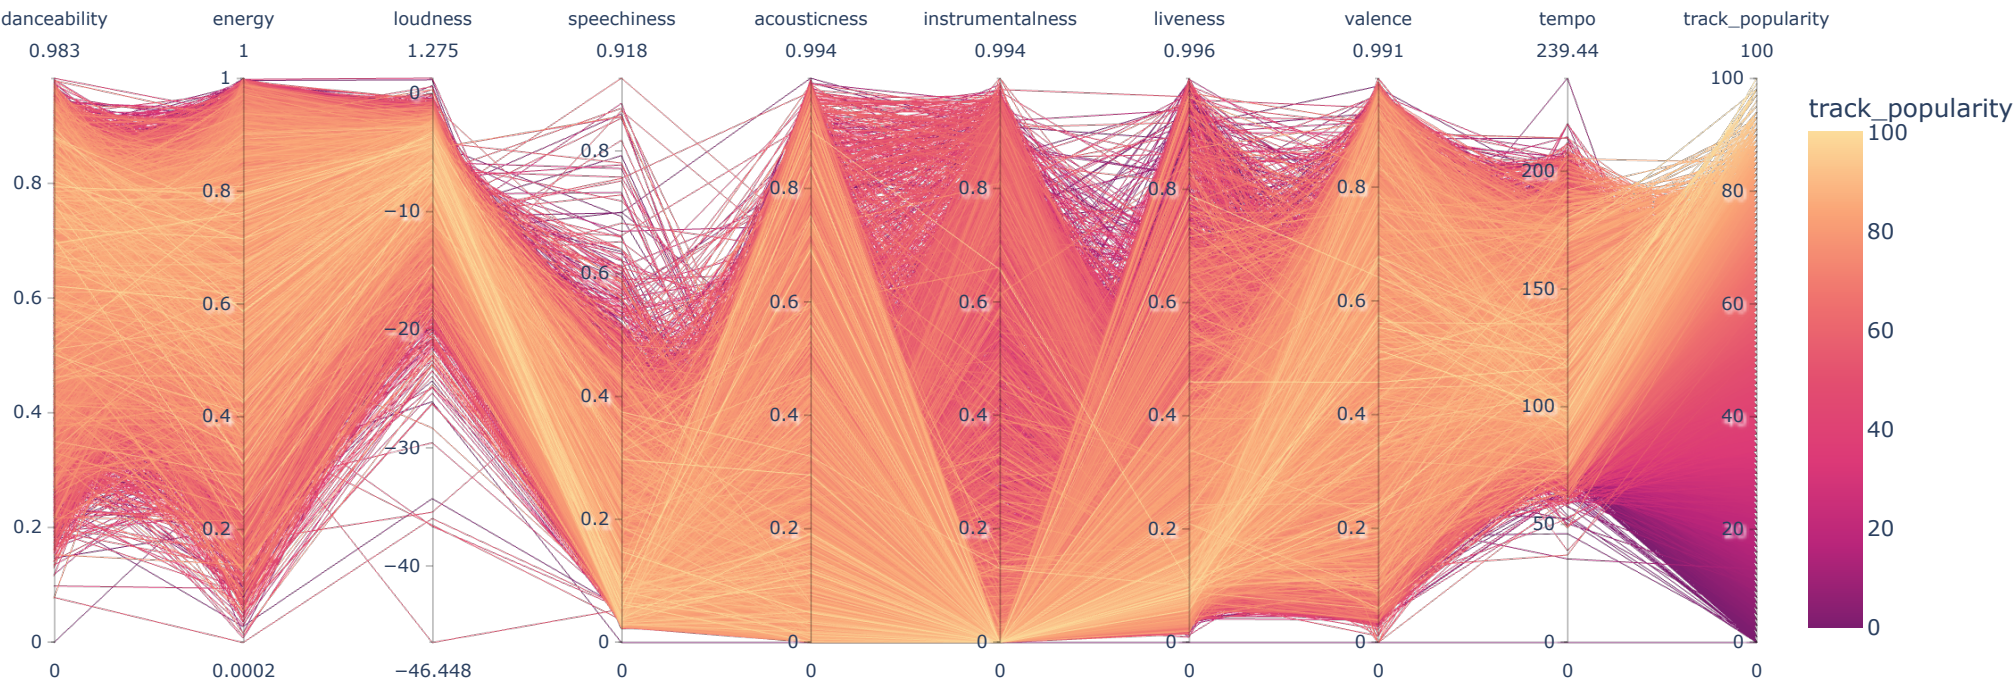 danceability energy loudness speechiness acousticness instrumentalness liveness valence tempo track_popularity
0.983 1 1.275 0.918 0.994 0.994 0.996 0.991 239.44 100
1 0 100
track_popularity
100
0.8 200
0.8 0.8 0.8 0.8 0.8 0.8 80
−10
80
0.6 0.6 0.6 0.6 0.6 0.6 0.6 150 60
−20 60
0.4 0.4 0.4 0.4 0.4 0.4 0.4 100 40
−30 40
0.2 0.2 0.2 0.2 0.2 0.2 0.2 50 20
−40 20
0 0 0 0 0 0 0 0 0
0 0.0002 −46.448 0 0 0 0 0 0 0